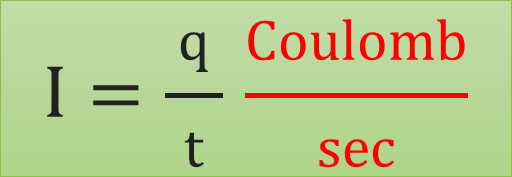 q Coulomb
I =
t sec